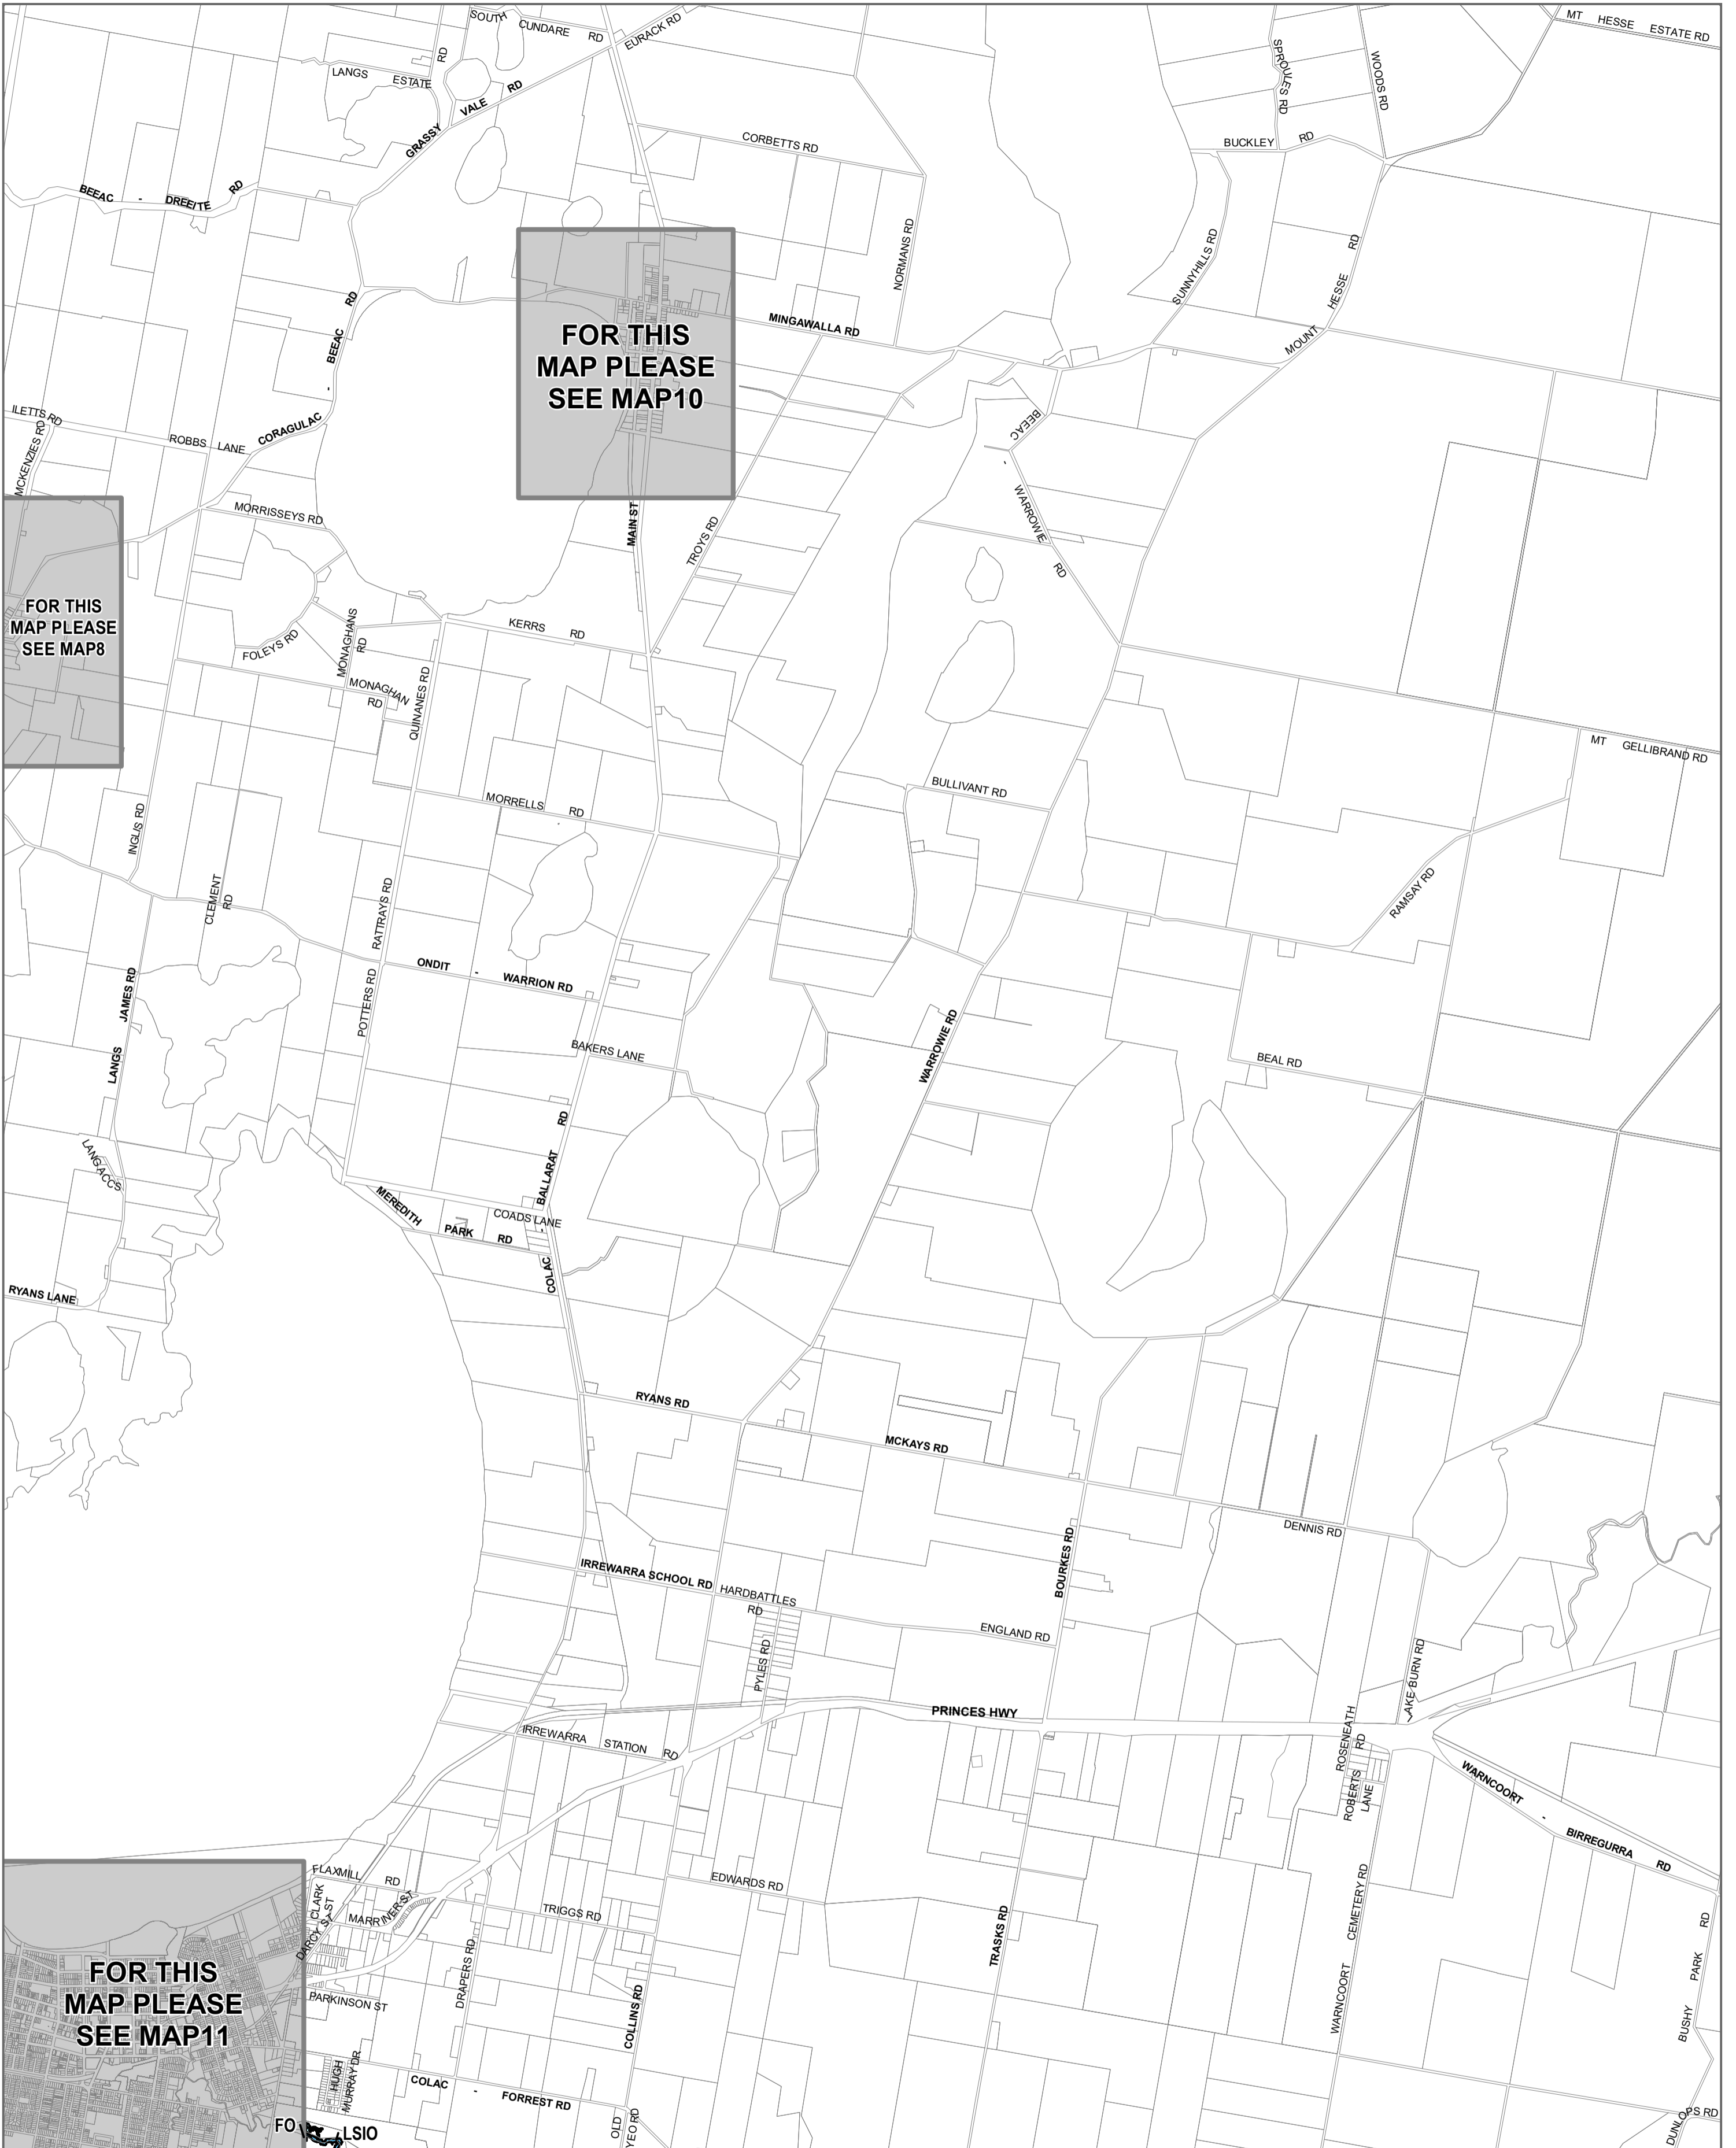 SOUTH CUNDARE RD
EURACK RD
MT HESSE ESTATE RD
RD
LANGS ESTATE
GRASSY VALE RD
SPROULES RD
WOODS RD
CORBETTS RD
BUCKLEY RD
BEEAC - DREEITE RD
NORMANS RD
SUNNYHILLS RD
MOUNT HESSE RD
FOR THIS
MAP PLEASE
SEE MAP10
MINGAWALLA RD
CORAGULAC - BEEAC RD
ILETTS RD
MCKENZIES RD
ROBBS LANE
BEEAC - WARROWIE RD
MORRISSEYS RD
MAIN ST
TROYS RD
FOR THIS
MAP PLEASE
SEE MAP8
FOLEYS RD
MONAGHANS RD
KERRS RD
MONAGHAN RD
QUINANES RD
MT GELLIBRAND RD
BULLIVANT RD
MORRELLS RD
INGLIS RD
CLEMENT RD
RATTRAYS RD
RAMSAY RD
ONDIT - WARRION RD
POTTERS RD
LANGS JAMES RD
BAKERS LANE
WARROWIE RD
BEAL RD
LANG ACCS
MEREDITH PARK RD
COADS LANE
COLAC - BALLARAT RD
RYANS LANE
RYANS RD
MCKAYS RD
DENNIS RD
BOURKES RD
IRREWARRA SCHOOL RD
HARDBATTLES RD
ENGLAND RD
PYLES RD
LAKE BURN RD
PRINCES HWY
IRREWARRA STATION RD
ROSENEATH RD
ROBERTS LANE
WARNCOORT - BIRREGURRA RD
FLAXMILL RD
CLARK ST
DARCY ST
MARRINER ST
EDWARDS RD
TRIGGS RD
DRAPERS RD
TRASKS RD
WARNCOORT CEMETERY RD
BUSHY PARK RD
FOR THIS
MAP PLEASE
SEE MAP11
PARKINSON ST
COLLINS RD
HUGH MURRAY DR
COLAC - FORREST RD
OLD YEO RD
DUNLOPS RD
FO
LSIO